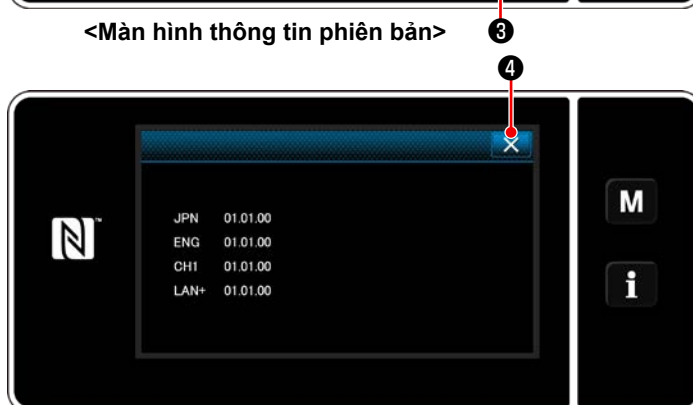 <Màn hình thông tin phiên bản>
❸
❹
JPN 01.01.00
ENG 01.01.00
CH1 01.01.00
LAN+ 01.01.00
M
i
N